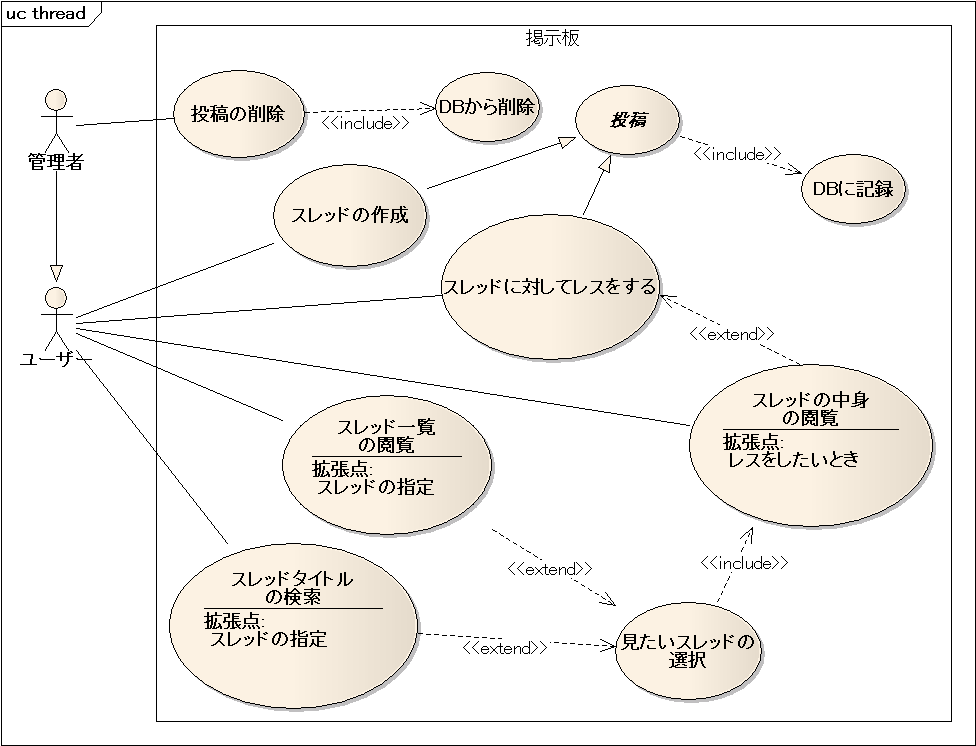 uc thread
掲示板
管理者
投稿の削除
<<include>>
DBから削除
投稿
<<include>>
DBに記録
スレッドの作成
スレッドに対してレスをする
ユーザー
<<extend>>
スレッドの中身
の閲覧
拡張点:
レスをしたいとき
スレッド一覧
の閲覧
拡張点:
スレッドの指定
<<extend>>
<<include>>
スレッドタイトル
の検索
拡張点:
スレッドの指定
<<extend>>
見たいスレッドの
選択